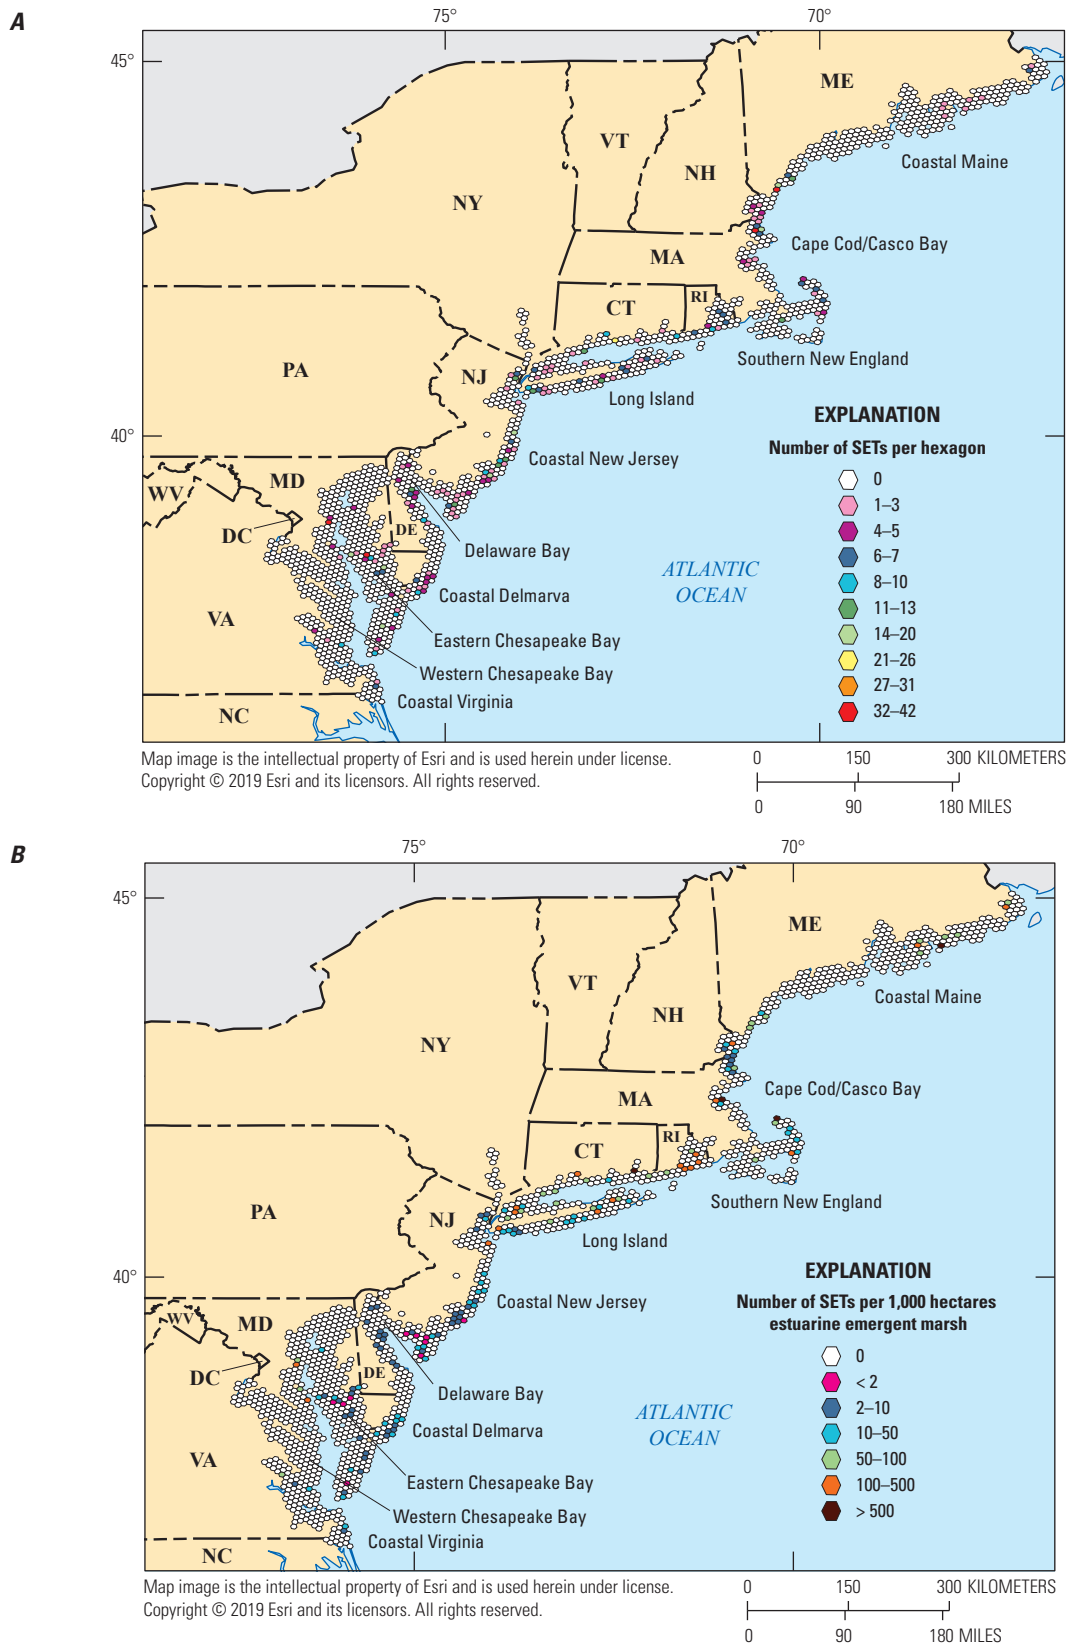 A
75°
70°
45°
ME
VT
NH
NY
Coastal Maine
Cape Cod/Casco Bay
MA
CT
RI
Southern New England
PA
NJ
Long Island
40°
Coastal New Jersey
WV
MD
DC
DE
Delaware Bay
Coastal Delmarva
VA
Eastern Chesapeake Bay
Western Chesapeake Bay
Coastal Virginia
NC
ATLANTIC
OCEAN
EXPLANATION
Number of SETs per hexagon
0
1–3
4–5
6–7
8–10
11–13
14–20
21–26
27–31
32–42
Map image is the intellectual property of Esri and is used herein under license.
Copyright © 2019 Esri and its licensors. All rights reserved.
0 150 300 KILOMETERS
0 90 180 MILES
B
75°
70°
45°
ME
VT
NH
NY
Coastal Maine
Cape Cod/Casco Bay
MA
CT
RI
Southern New England
PA
NJ
Long Island
40°
Coastal New Jersey
WV
MD
DC
DE
Delaware Bay
Coastal Delmarva
VA
Eastern Chesapeake Bay
Western Chesapeake Bay
Coastal Virginia
NC
ATLANTIC
OCEAN
EXPLANATION
Number of SETs per 1,000 hectares
estuarine emergent marsh
0
< 2
2–10
10–50
50–100
100–500
> 500
Map image is the intellectual property of Esri and is used herein under license.
Copyright © 2019 Esri and its licensors. All rights reserved.
0 150 300 KILOMETERS
0 90 180 MILES